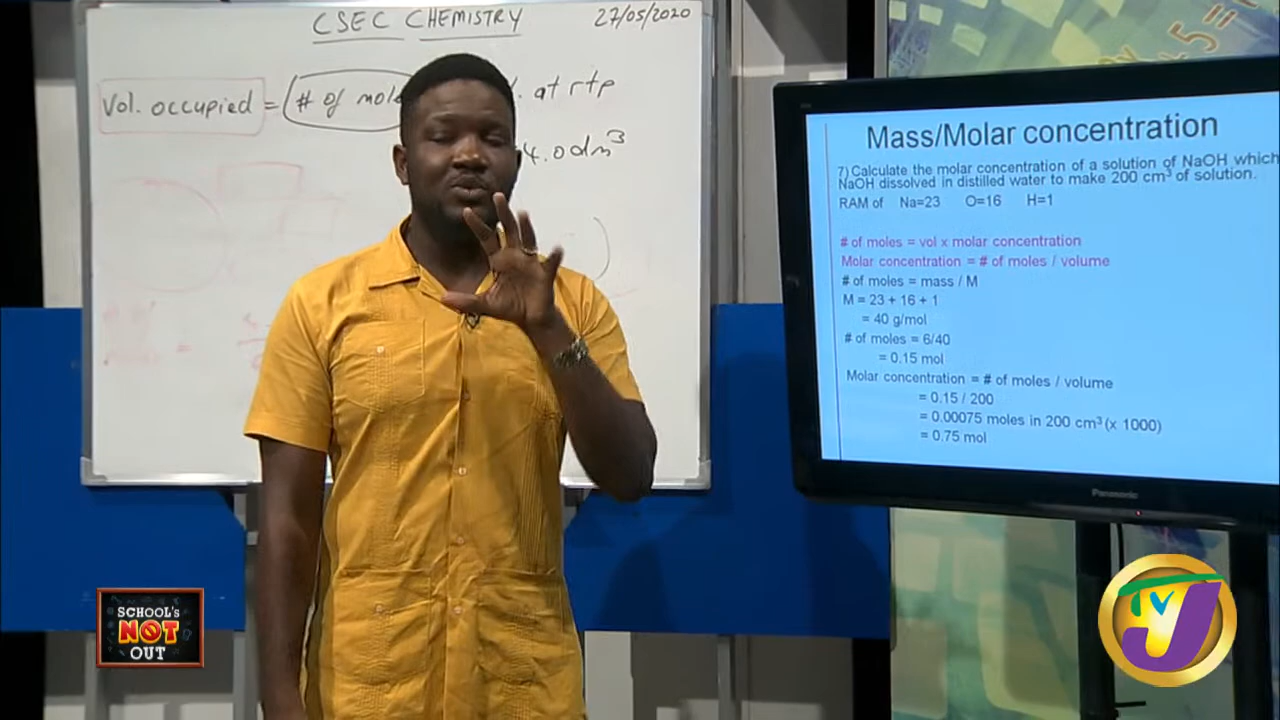 CSEC CHEMISTRY 27/05/2020
Vol. occupied = # of mol at rtp
4.0 dm³
Mass/Molar concentration
7) Calculate the molar concentration of a solution of NaOH which
NaOH dissolved in distilled water to make 200 cm³ of solution.
RAM of Na=23 O=16 H=1
# of moles = vol x molar concentration
Molar concentration = # of moles / volume
# of moles = mass / M
M = 23 + 16 + 1
= 40 g/mol
# of moles = 6/40
= 0.15 mol
Molar concentration = # of moles / volume
= 0.15 / 200
= 0.00075 moles in 200 cm³ (x 1000)
= 0.75 mol
Panasonic
SCHOOL'S
NOT
OUT
TVJ